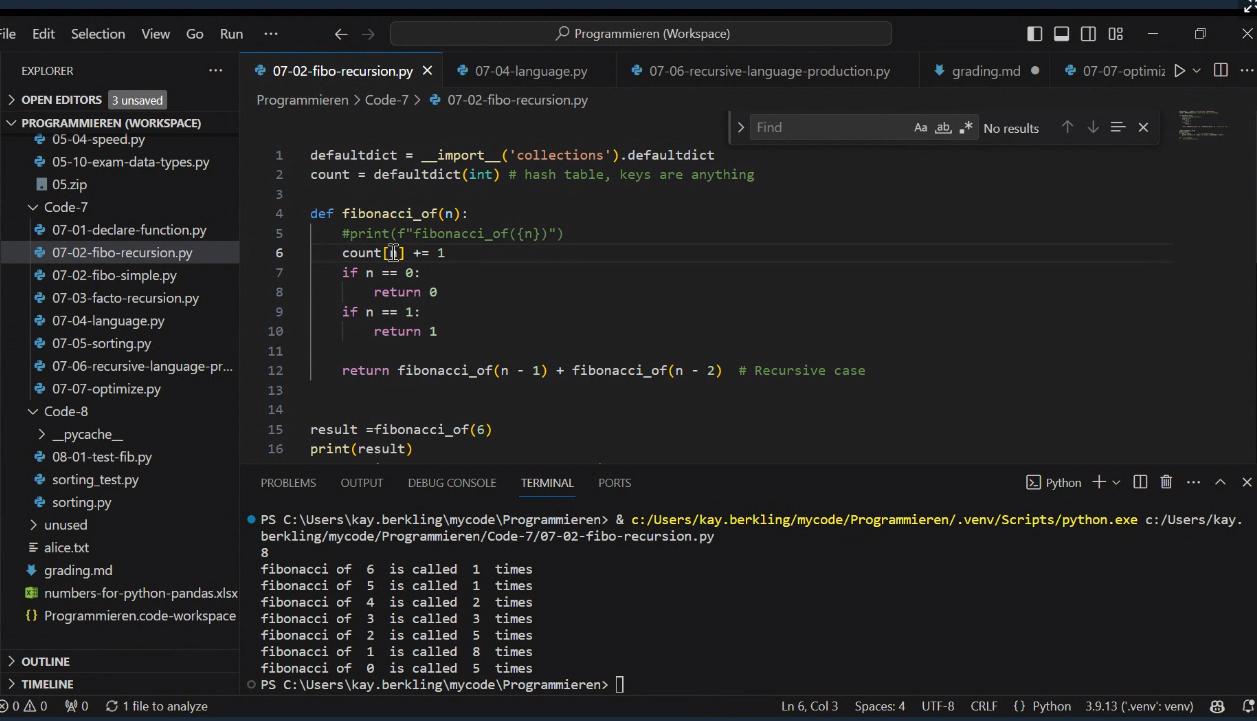 File Edit Selection View Go Run ··· Programmieren (Workspace)
EXPLORER ···
OPEN EDITORS 3 unsaved
PROGRAMMIEREN (WORKSPACE)
05-04-speed.py
05-10-exam-data-types.py
05.zip
Code-7
07-01-declare-function.py
07-02-fibo-recursion.py
07-02-fibo-simple.py
07-03-facto-recursion.py
07-04-language.py
07-05-sorting.py
07-06-recursive-language-pr...
07-07-optimize.py
Code-8
__pycache__
08-01-test-fib.py
sorting_test.py
sorting.py
unused
alice.txt
grading.md
numbers-for-python-pandas.xlsx
Programmieren.code-workspace
OUTLINE
TIMELINE
07-02-fibo-recursion.py 07-04-language.py 07-06-recursive-language-production.py grading.md 07-07-optimiz
Programmieren > Code-7 > 07-02-fibo-recursion.py
Find Aa ab No results
1 defaultdict = __import__('collections').defaultdict
2 count = defaultdict(int) # hash table, keys are anything
3
4 def fibonacci_of(n):
5 #print(f"fibonacci_of({n})")
6 count[n] += 1
7 if n == 0:
8 return 0
9 if n == 1:
10 return 1
11
12 return fibonacci_of(n - 1) + fibonacci_of(n - 2) # Recursive case
13
14
15 result =fibonacci_of(6)
16 print(result)
PROBLEMS OUTPUT DEBUG CONSOLE TERMINAL PORTS Python
PS C:\Users\kay.berkling\mycode\Programmieren> & c:/Users/kay.berkling/mycode/Programmieren/.venv/Scripts/python.exe c:/Users/kay.
berkling/mycode/Programmieren/Code-7/07-02-fibo-recursion.py
8
fibonacci of 6 is called 1 times
fibonacci of 5 is called 1 times
fibonacci of 4 is called 2 times
fibonacci of 3 is called 3 times
fibonacci of 2 is called 5 times
fibonacci of 1 is called 8 times
fibonacci of 0 is called 5 times
PS C:\Users\kay.berkling\mycode\Programmieren>
0 0 0 1 file to analyze Ln 6, Col 3 Spaces: 4 UTF-8 CRLF {} Python 3.9.13 ('.venv': venv)